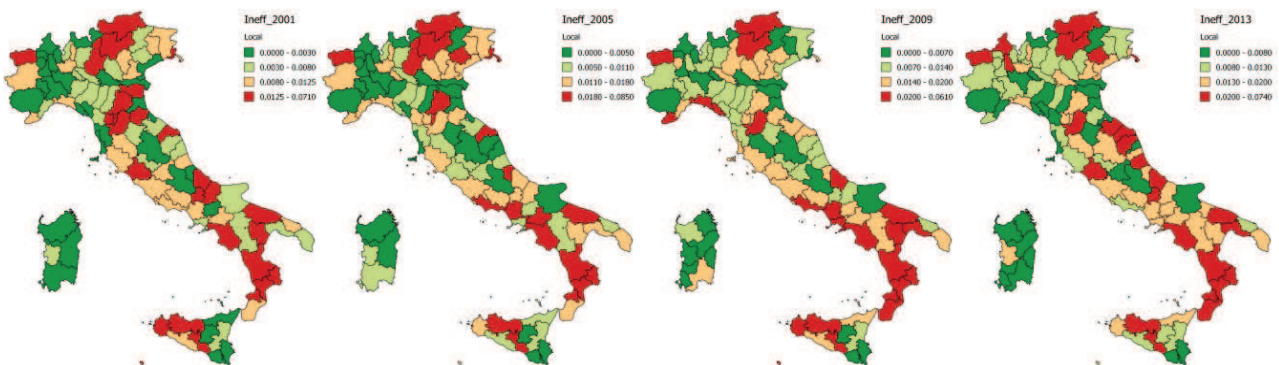 Ineff_2001
Local
0.0000 - 0.0030
0.0030 - 0.0080
0.0080 - 0.0125
0.0125 - 0.0710
Ineff_2005
Local
0.0000 - 0.0050
0.0050 - 0.0110
0.0110 - 0.0180
0.0180 - 0.0850
Ineff_2009
Local
0.0000 - 0.0070
0.0070 - 0.0140
0.0140 - 0.0200
0.0200 - 0.0610
Ineff_2013
Local
0.0000 - 0.0080
0.0080 - 0.0130
0.0130 - 0.0200
0.0200 - 0.0740